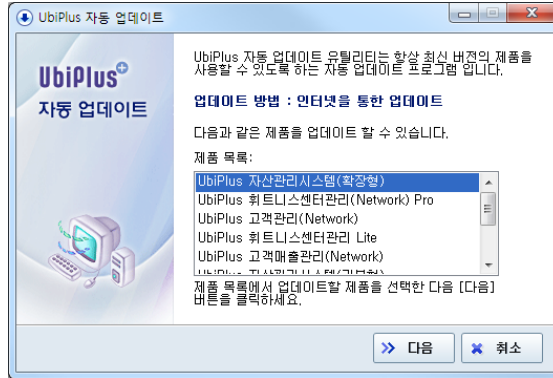 UbiPlus 자동 업데이트
UbiPlus
자동 업데이트
UbiPlus 자동 업데이트 유틸리티는 항상 최신 버전의 제품을
사용할 수 있도록 하는 자동 업데이트 프로그램 입니다.
업데이트 방법 : 인터넷을 통한 업데이트
다음과 같은 제품을 업데이트 할 수 있습니다.
제품 목록:
UbiPlus 자산관리시스템(확장형)
UbiPlus 휘트니스센터관리(Network) Pro
UbiPlus 고객관리(Network)
UbiPlus 휘트니스센터관리 Lite
UbiPlus 고객매출관리(Network)
UbiPlus 자산관리시스템
제품 목록에서 업데이트할 제품을 선택한 다음 [다음]
버튼을 클릭하세요.
다음
취소